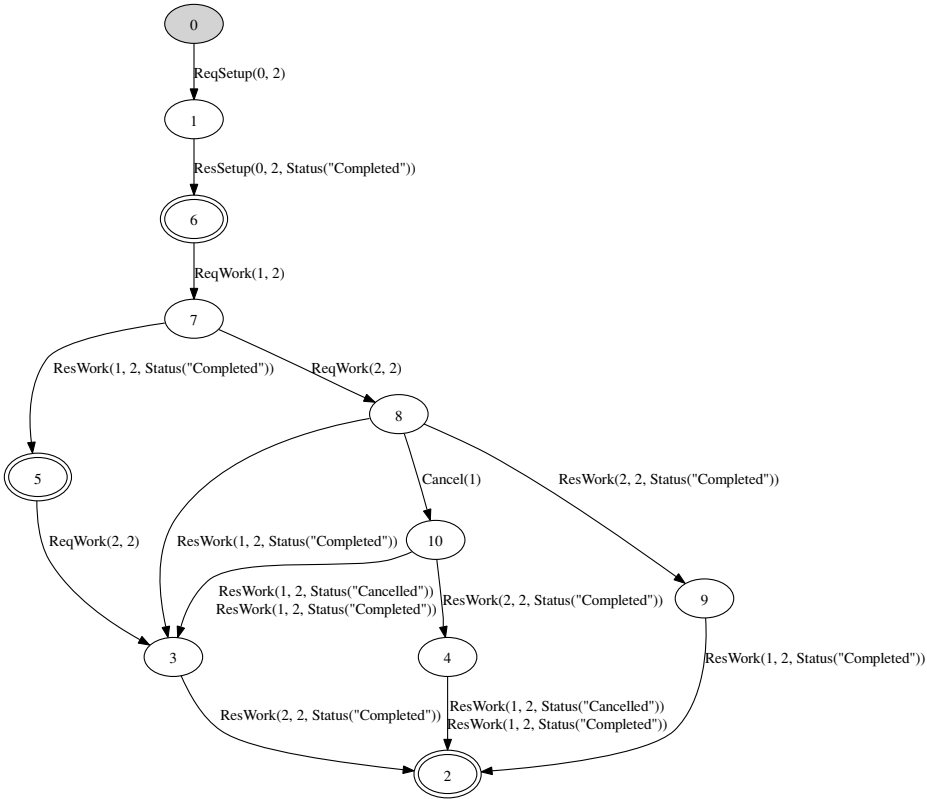 0
ReqSetup(0, 2)
1
ResSetup(0, 2, Status("Completed"))
6
ReqWork(1, 2)
7
ResWork(1, 2, Status("Completed"))
ReqWork(2, 2)
8
5
Cancel(1)
ResWork(2, 2, Status("Completed"))
ReqWork(2, 2)
ResWork(1, 2, Status("Completed"))
10
ResWork(1, 2, Status("Cancelled"))
ResWork(1, 2, Status("Completed"))
ResWork(2, 2, Status("Completed"))
9
3
4
ResWork(1, 2, Status("Completed"))
ResWork(2, 2, Status("Completed"))
ResWork(1, 2, Status("Cancelled"))
ResWork(1, 2, Status("Completed"))
2